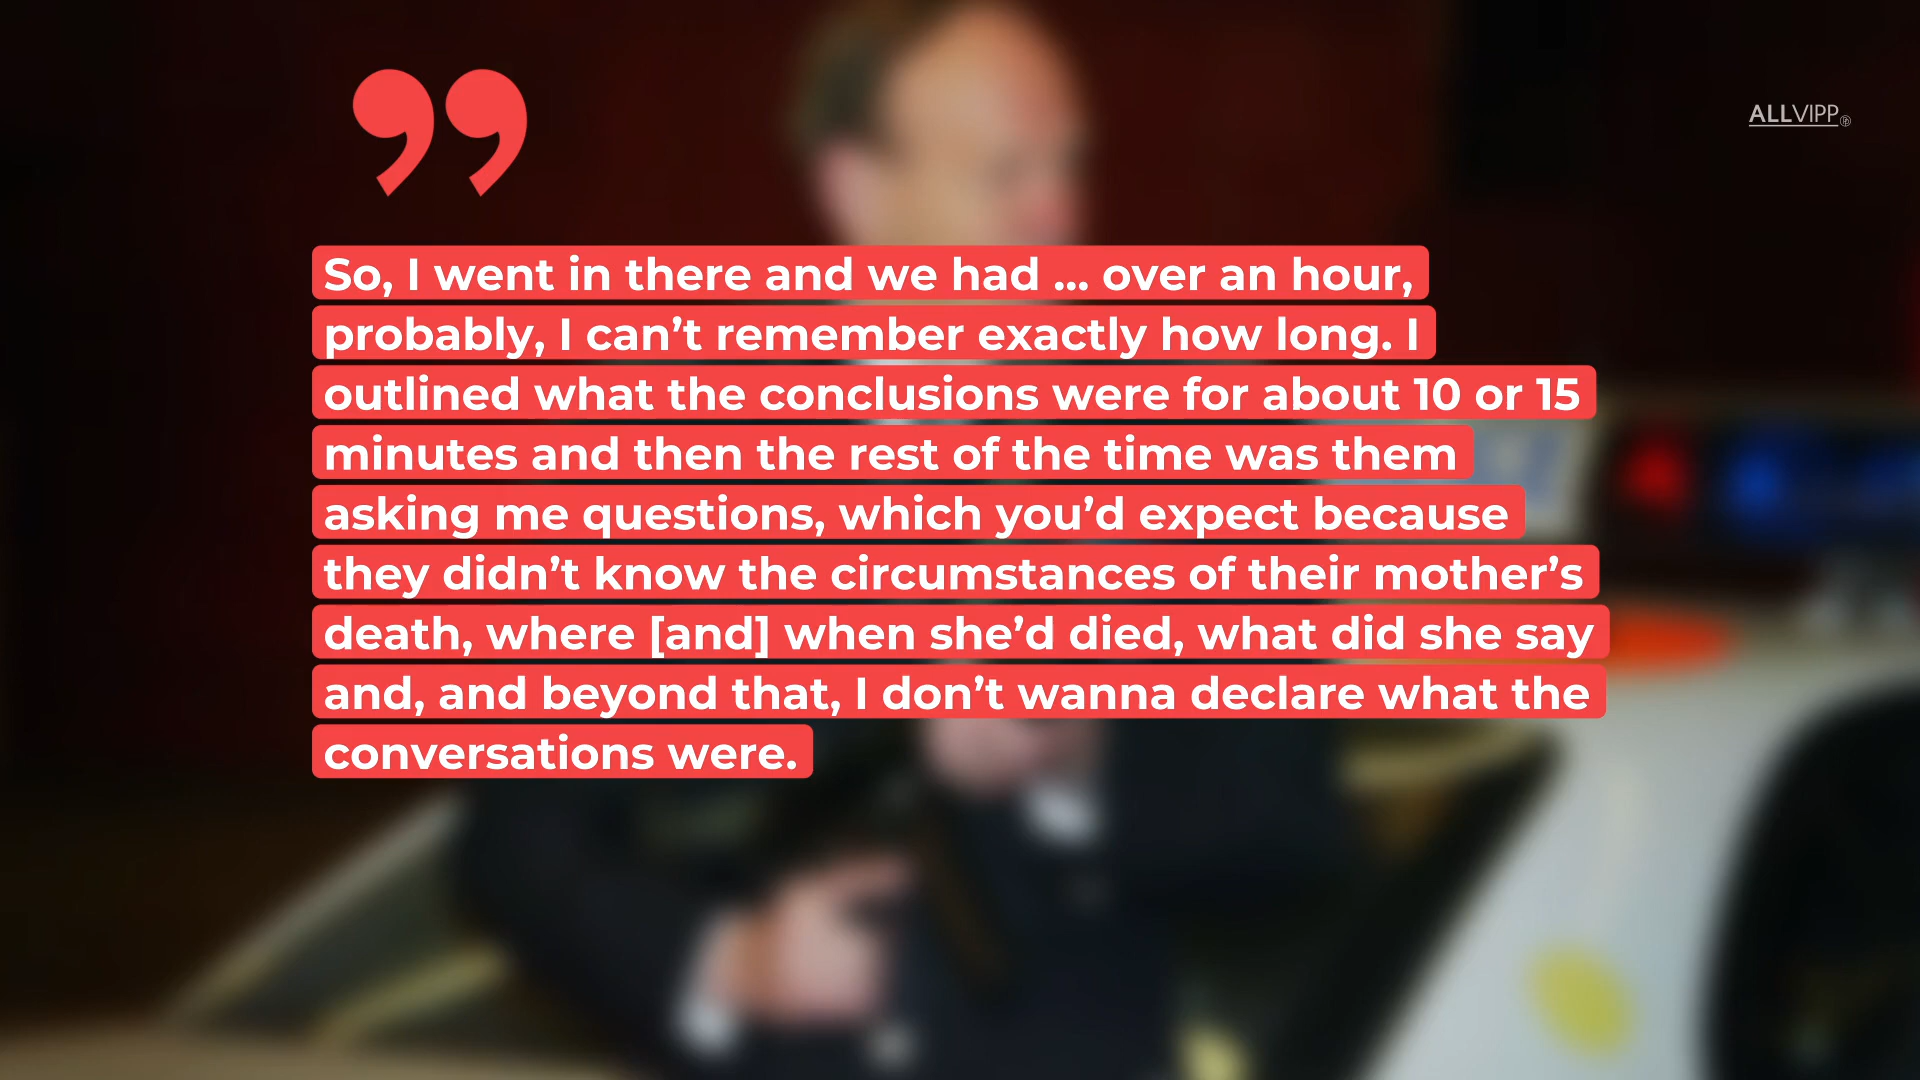 ”
ALLVIPP
So, I went in there and we had ... over an hour,
probably, I can’t remember exactly how long. I
outlined what the conclusions were for about 10 or 15
minutes and then the rest of the time was them
asking me questions, which you’d expect because
they didn’t know the circumstances of their mother’s
death, where [and] when she’d died, what did she say
and, and beyond that, I don’t wanna declare what the
conversations were.